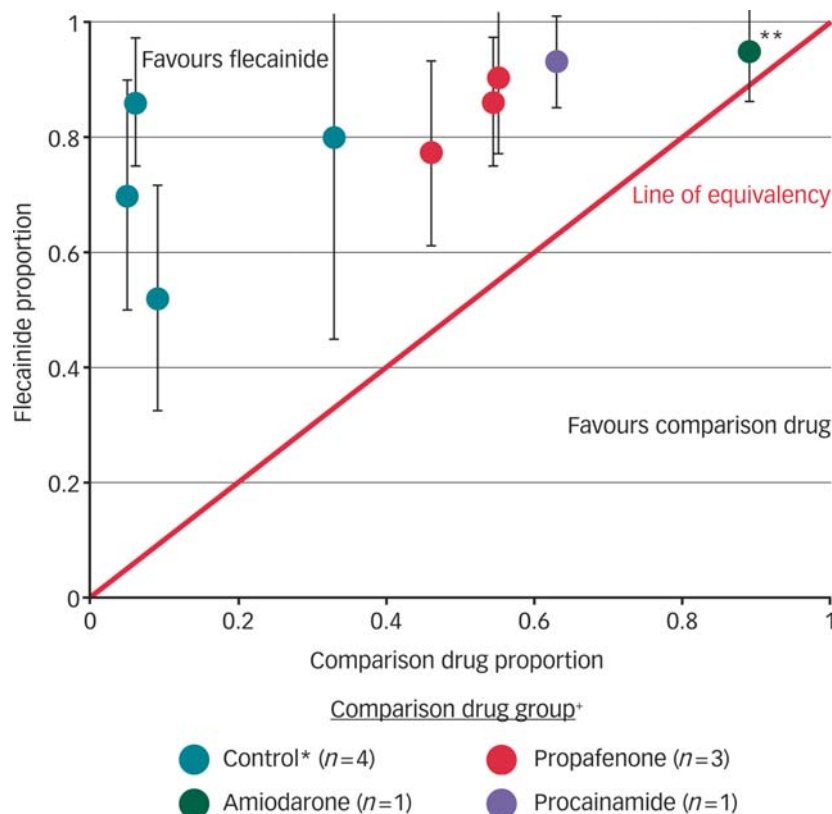 1
Favours flecainide
**
0.8
Line of equivalency
0.6
Flecainide proportion
0.4
Favours comparison drug
0.2
0
0 0.2 0.4 0.6 0.8 1
Comparison drug proportion
Comparison drug group+
Control* (n=4) Propafenone (n=3)
Amiodarone (n=1) Procainamide (n=1)